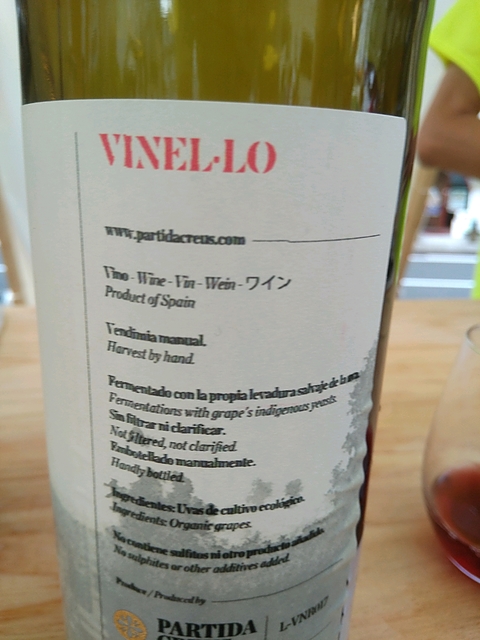 VINEL·LO
www.partidacreus.com
Vino - Wine - Vin - Wein - ワイン
Product of Spain
Vendimia manual.
Harvest by hand.
Fermentado con la propia levadura salvaje de la uva.
Fermentations with grape's indigenous yeasts.
Sin filtrar ni clarificar.
Not filtered, not clarified.
Embotellado manualmente.
Handly bottled.
Ingredientes: Uvas de cultivo ecológico.
Ingredients: Organic grapes.
No contiene sulfitos ni otro producto añadido.
No sulphites or other additives added.
Produce / Produced by
PARTIDA
L-VNR017